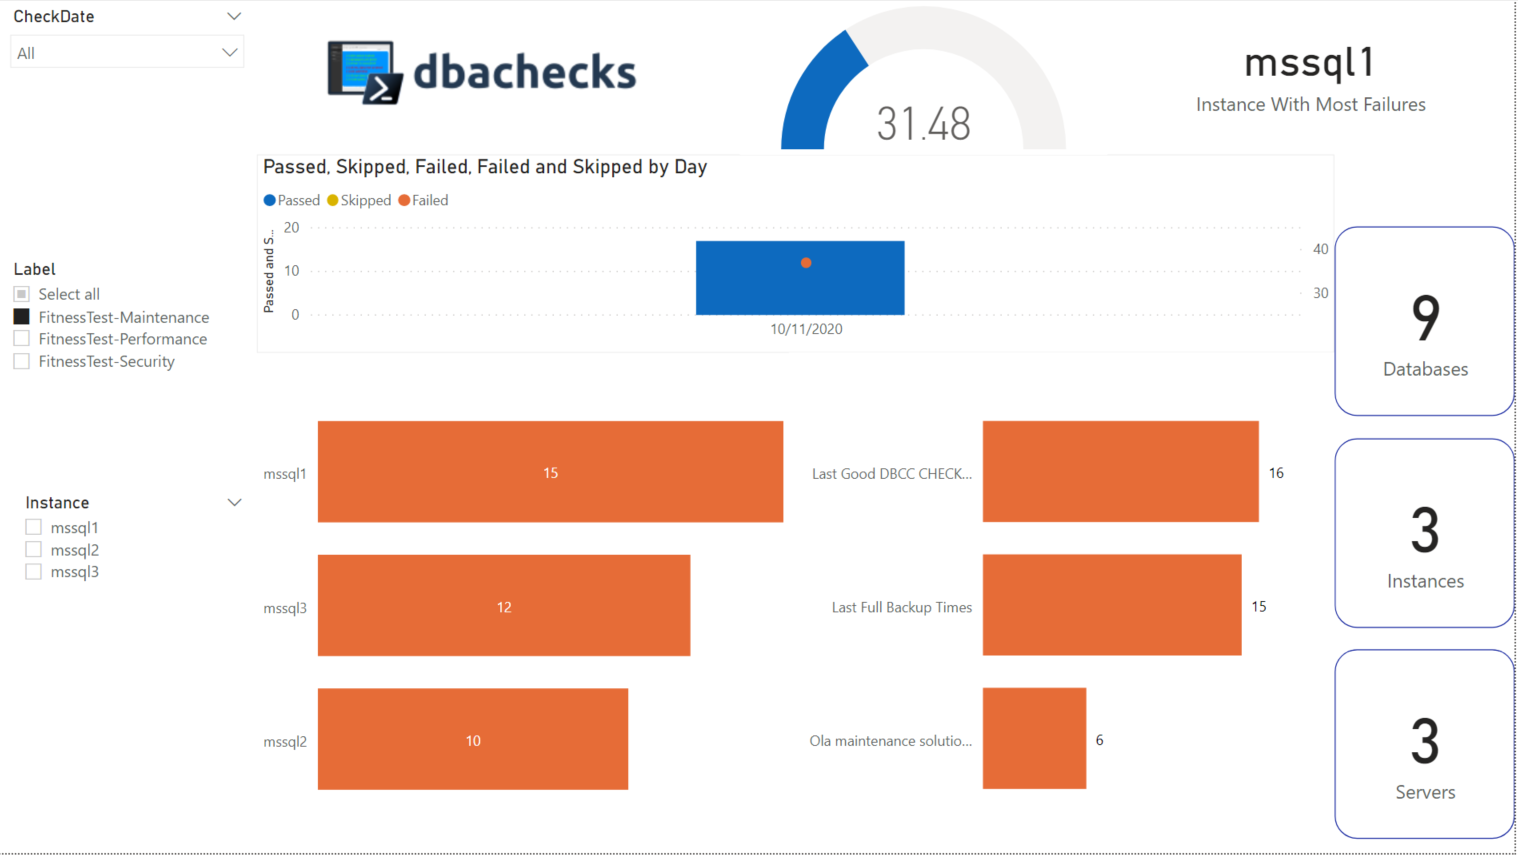 CheckDate
All
dbachecks
31.48
mssql1
Instance With Most Failures
Passed, Skipped, Failed, Failed and Skipped by Day
Passed Skipped Failed
Passed and S...
20
10
0
40
30
10/11/2020
Label
Select all
FitnessTest-Maintenance
FitnessTest-Performance
FitnessTest-Security
Instance
mssql1
mssql2
mssql3
mssql1 15
mssql3 12
mssql2 10
Last Good DBCC CHECK... 16
Last Full Backup Times 15
Ola maintenance solutio... 6
9
Databases
3
Instances
3
Servers